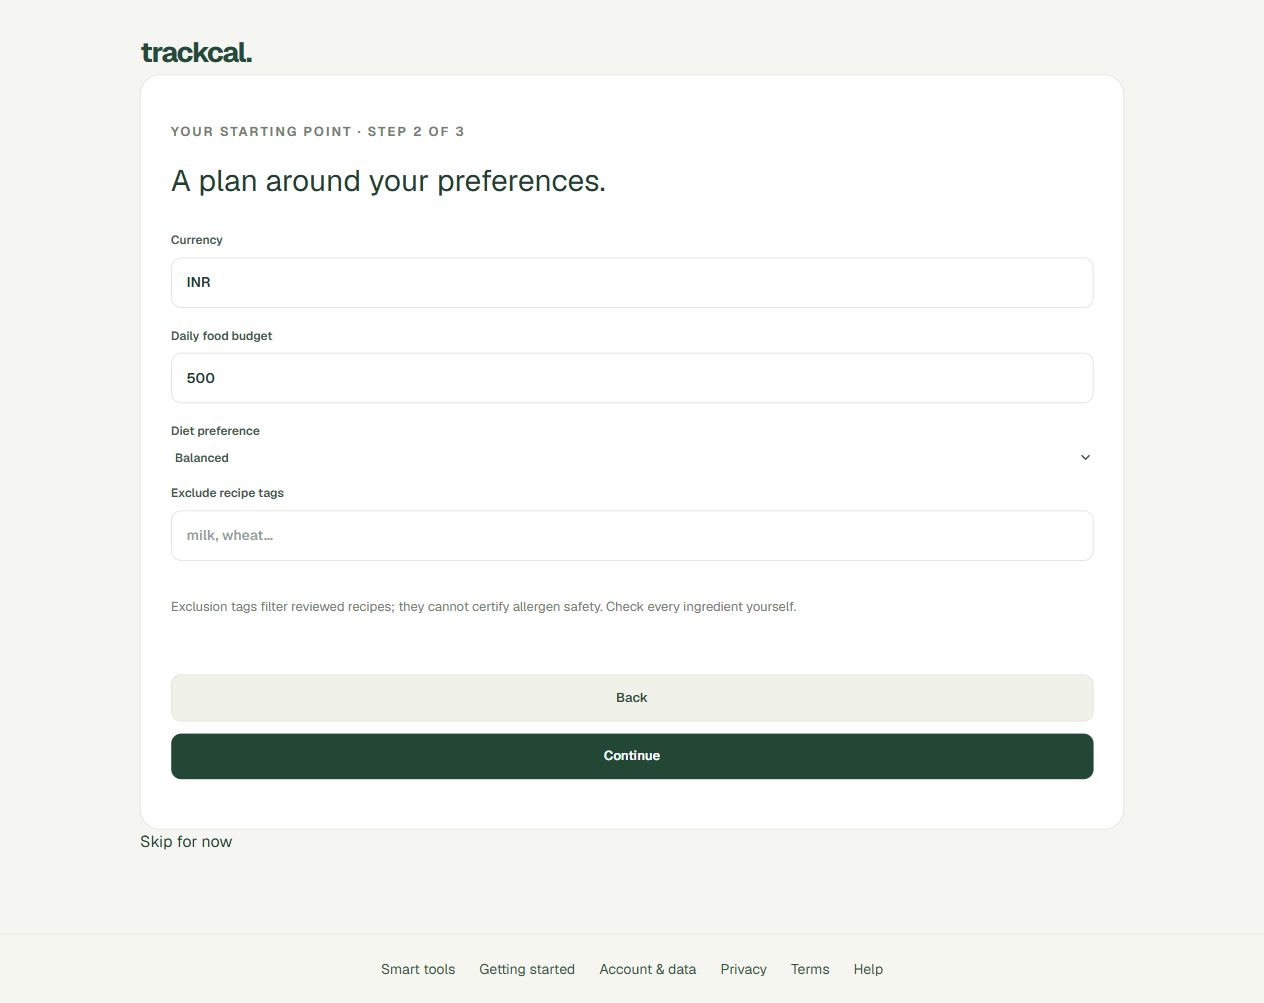 trackcal.
YOUR STARTING POINT · STEP 2 OF 3
A plan around your preferences.
Currency
INR
Daily food budget
500
Diet preference
Balanced
Exclude recipe tags
milk, wheat...
Exclusion tags filter reviewed recipes; they cannot certify allergen safety. Check every ingredient yourself.
Back
Continue
Skip for now
Smart tools Getting started Account & data Privacy Terms Help